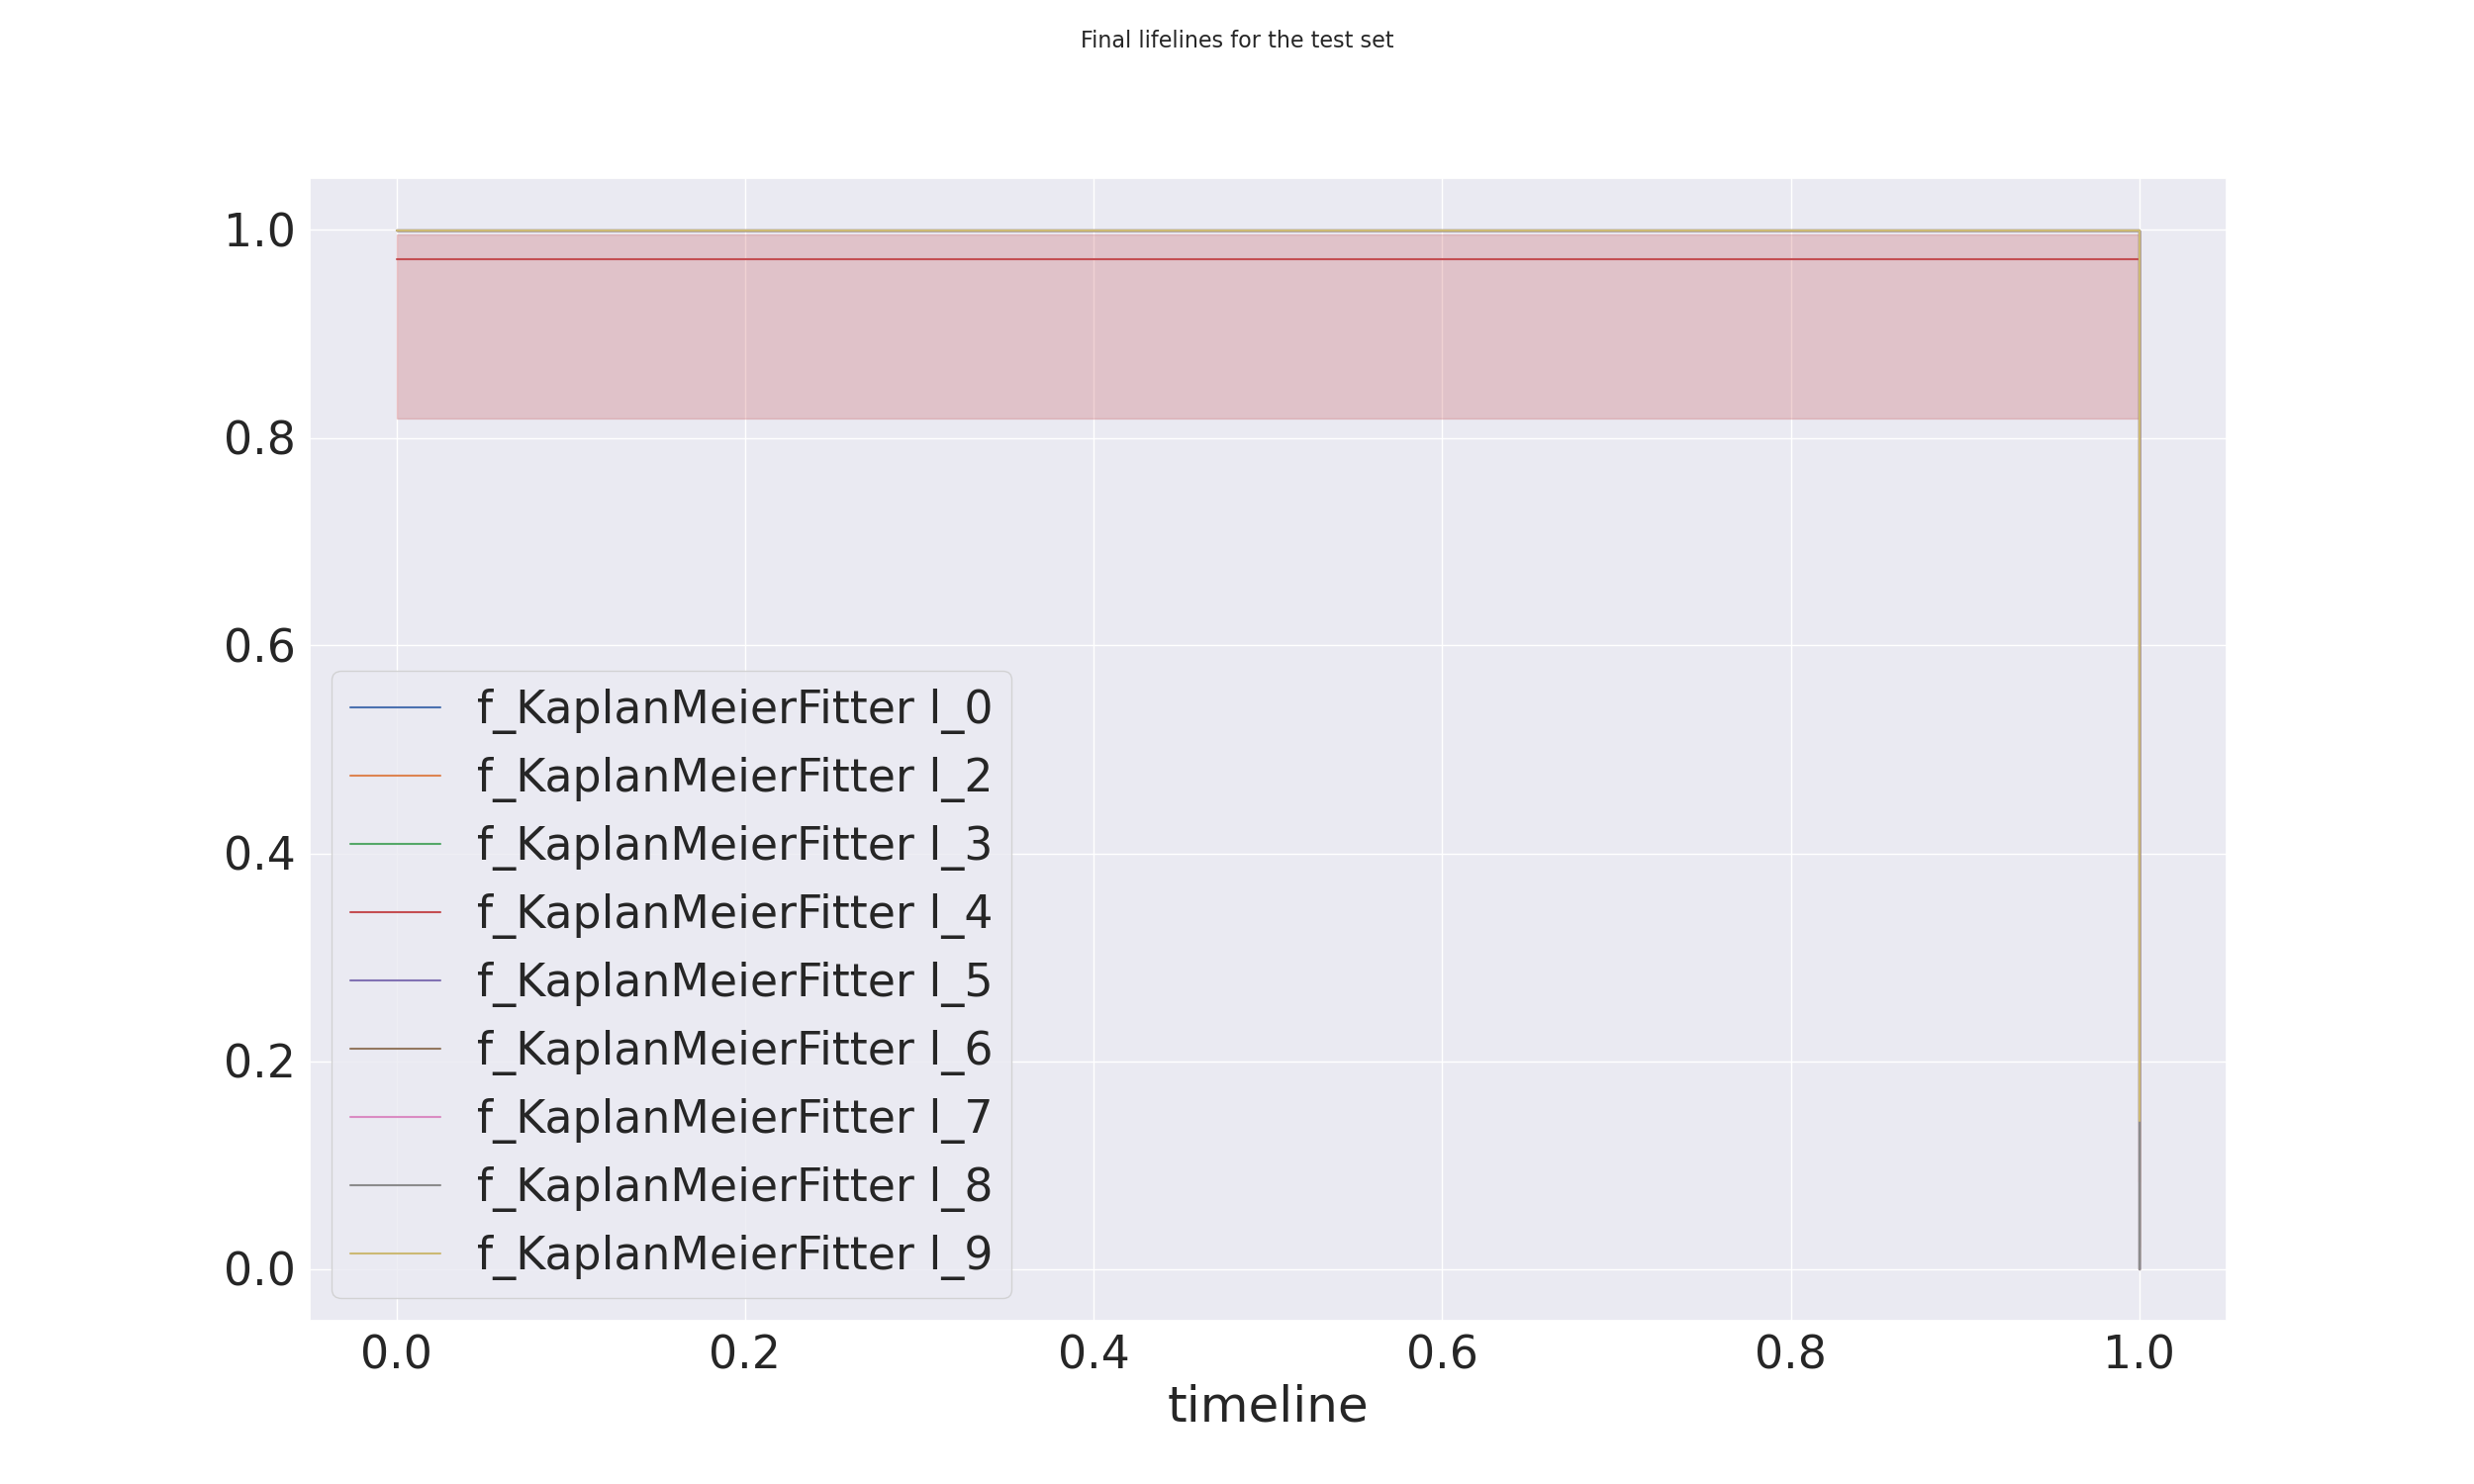 Final lifelines for the test set
1.0
0.8
0.6
0.4
0.2
0.0
f_KaplanMeierFitter l_0
f_KaplanMeierFitter l_2
f_KaplanMeierFitter l_3
f_KaplanMeierFitter l_4
f_KaplanMeierFitter l_5
f_KaplanMeierFitter l_6
f_KaplanMeierFitter l_7
f_KaplanMeierFitter l_8
f_KaplanMeierFitter l_9
0.0 0.2 0.4 0.6 0.8 1.0
timeline